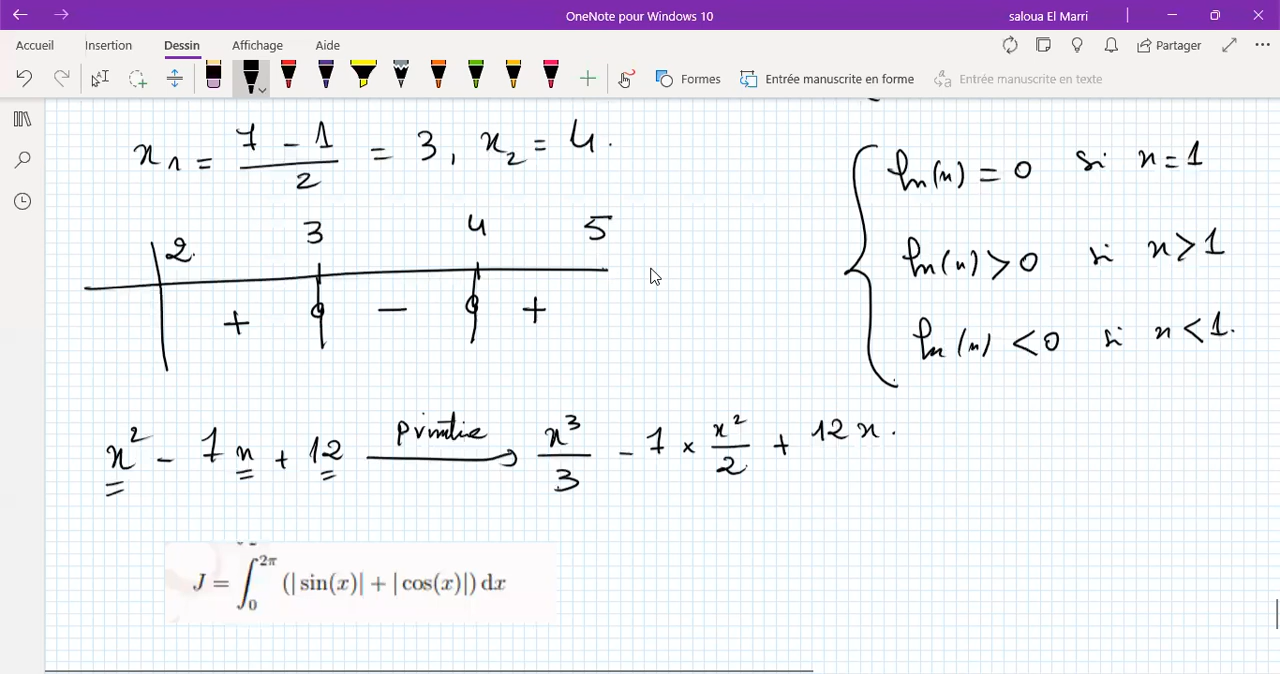 OneNote pour Windows 10
saloua El Marri
Accueil Insertion Dessin Affichage Aide
Partager
Formes
Entrée manuscrite en forme
Entrée manuscrite en texte
x₁ = (7 - 1)/2 = 3, x₂ = 4.
2 3 4 5
+ 0 - 0 +
ln(x) = 0 si x = 1
ln(x) > 0 si x > 1
ln(x) < 0 si x < 1.
x² - 7x + 12 primitive → x³/3 - 7 × x²/2 + 12x.
J = ∫₀^2π (|sin(x)| + |cos(x)|) dx